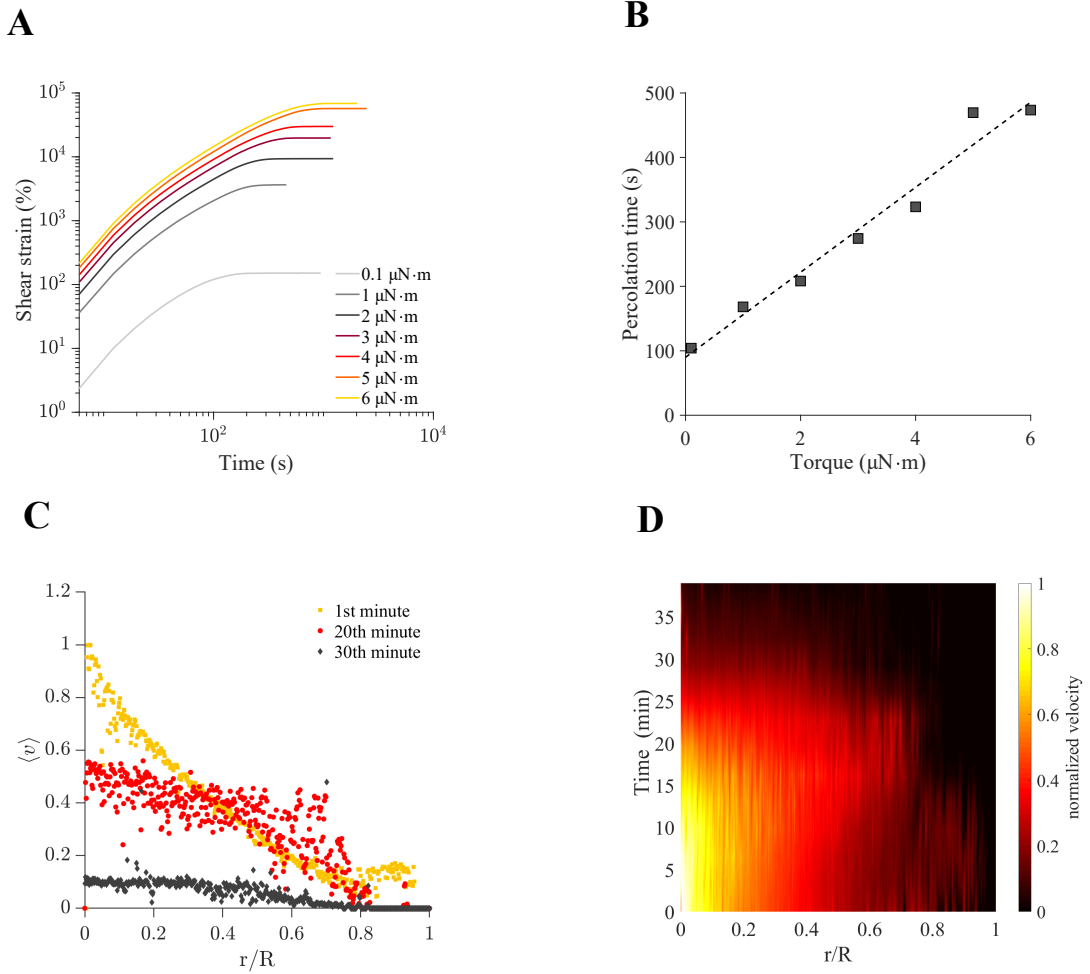 A
Shear strain (%)
10^5
10^4
10^3
10^2
10^1
10^0
10^2
10^4
Time (s)
0.1 μN·m
1 μN·m
2 μN·m
3 μN·m
4 μN·m
5 μN·m
6 μN·m
B
Percolation time (s)
500
400
300
200
100
0
0
2
4
6
Torque (μN·m)
C
⟨v⟩
1.2
1
0.8
0.6
0.4
0.2
0
0
0.2
0.4
0.6
0.8
1
r/R
1st minute
20th minute
30th minute
D
Time (min)
35
30
25
20
15
10
5
0
0
0.2
0.4
0.6
0.8
1
r/R
1
0.8
0.6
0.4
0.2
0
normalized velocity